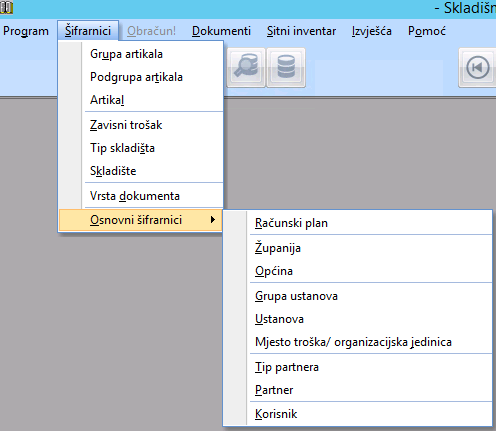 - Skladišn
Program Šifrarnici Obračun! Dokumenti Sitni inventar Izvješća Pomoć
Grupa artikala
Podgrupa artikala
Artikal
Zavisni trošak
Tip skladišta
Skladište
Vrsta dokumenta
Osnovni šifrarnici
Računski plan
Županija
Općina
Grupa ustanova
Ustanova
Mjesto troška/ organizacijska jedinica
Tip partnera
Partner
Korisnik